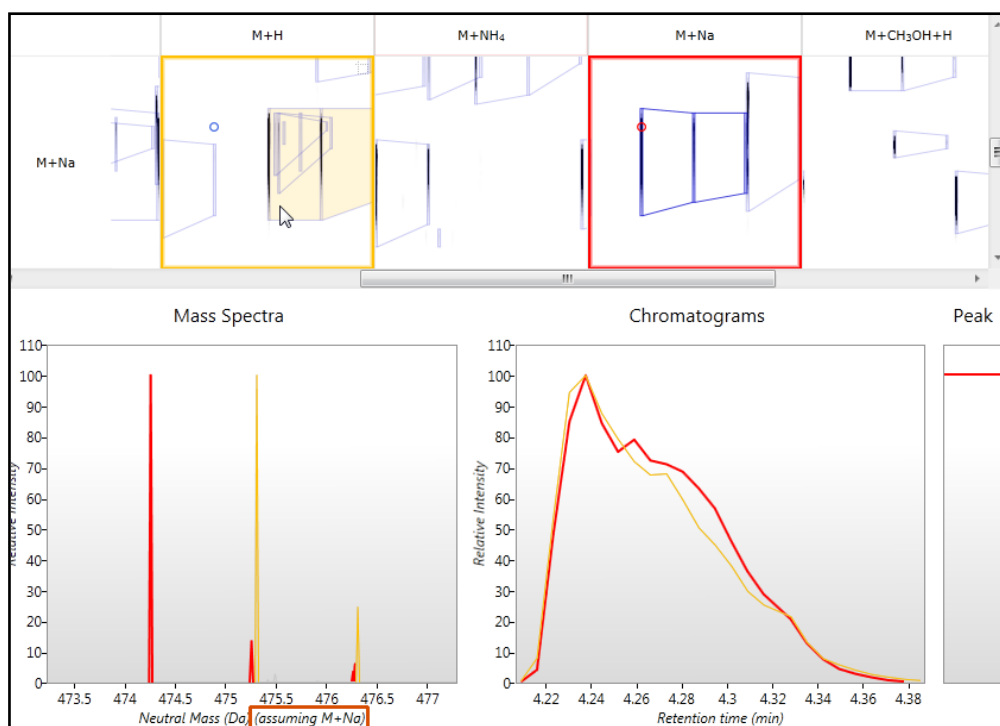 M+H M+NH₄ M+Na M+CH₃OH+H
M+Na
Mass Spectra
110
100
90
80
70
60
50
40
30
20
10
0
Relative Intensity
473.5 474 474.5 475 475.5 476 476.5 477
Neutral Mass (Da) (assuming M+Na)
Chromatograms
110
100
90
80
70
60
50
40
30
20
10
0
Relative Intensity
4.22 4.24 4.26 4.28 4.3 4.32 4.34 4.36 4.38
Retention time (min)
Peak